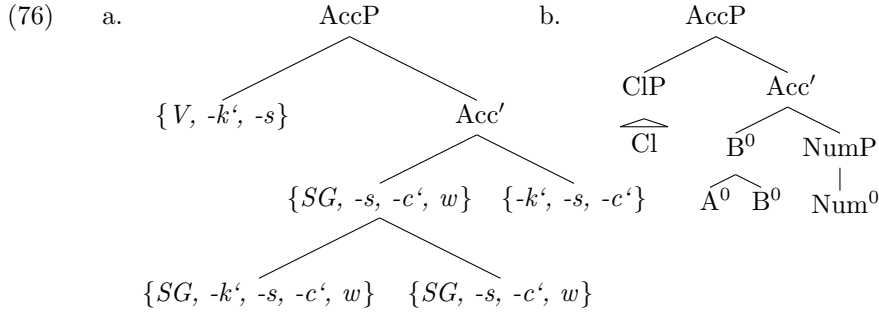 (76) a. AccP b. AccP
{V, -k‘, -s} Acc′ ClP Acc′
Cl B⁰ NumP
{SG, -s, -c‘, w} {-k‘, -s, -c‘} A⁰ B⁰ Num⁰
{SG, -k‘, -s, -c‘, w} {SG, -s, -c‘, w}